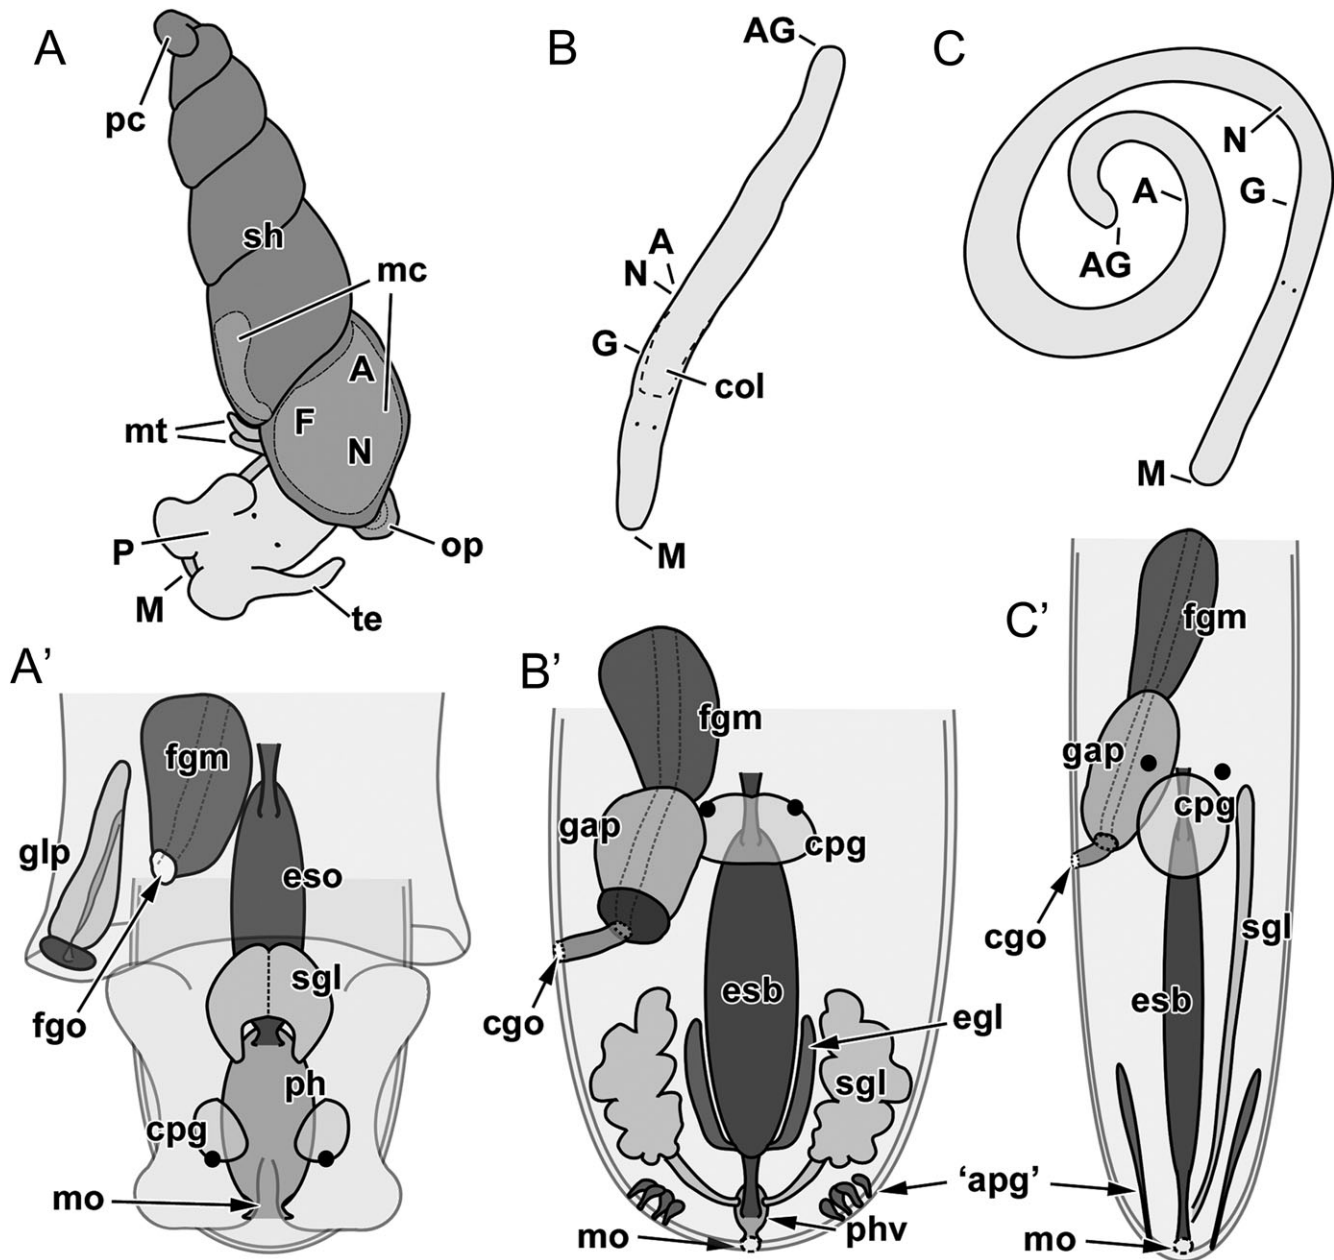 A
pc
sh
mc
A
F
N
mt
P
M
op
te
B
AG
A
N
G
col
M
C
N
A
G
AG
M
A’
fgm
glp
eso
fgo
sgl
ph
cpg
mo
B’
fgm
gap
cpg
esb
cgo
egl
sgl
‘apg’
phv
mo
C’
fgm
gap
cpg
cgo
sgl
esb
mo